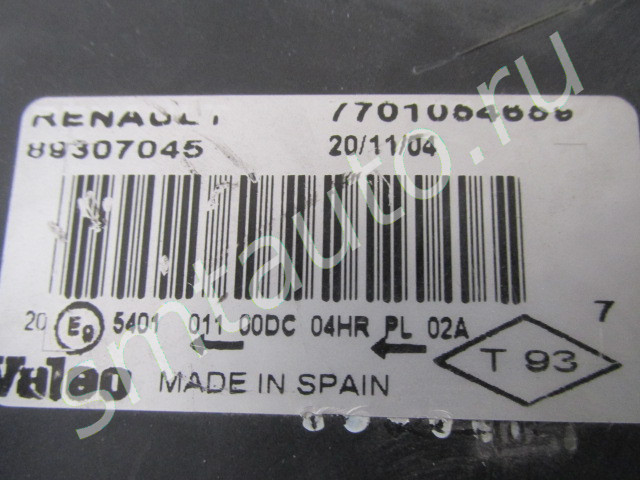 RENAULT 7701064669
89307045 20/11/04
20 E9 5401 011 00DC 04HR PL 02A 7
Valeo MADE IN SPAIN T 93
smtauto.ru